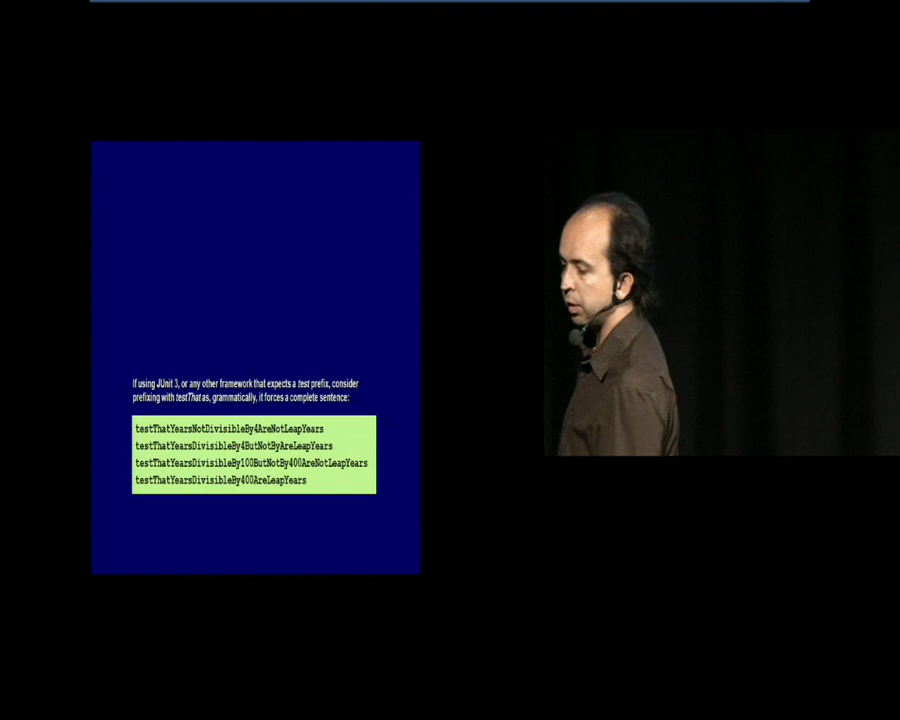 If using JUnit 3, or any other framework that expects a test prefix, consider
prefixing with testThat as, grammatically, it forces a complete sentence:
testThatYearsNotDivisibleBy4AreNotLeapYears
testThatYearsDivisibleBy4ButNotByAreLeapYears
testThatYearsDivisibleBy100ButNotBy400AreNotLeapYears
testThatYearsDivisibleBy400AreLeapYears